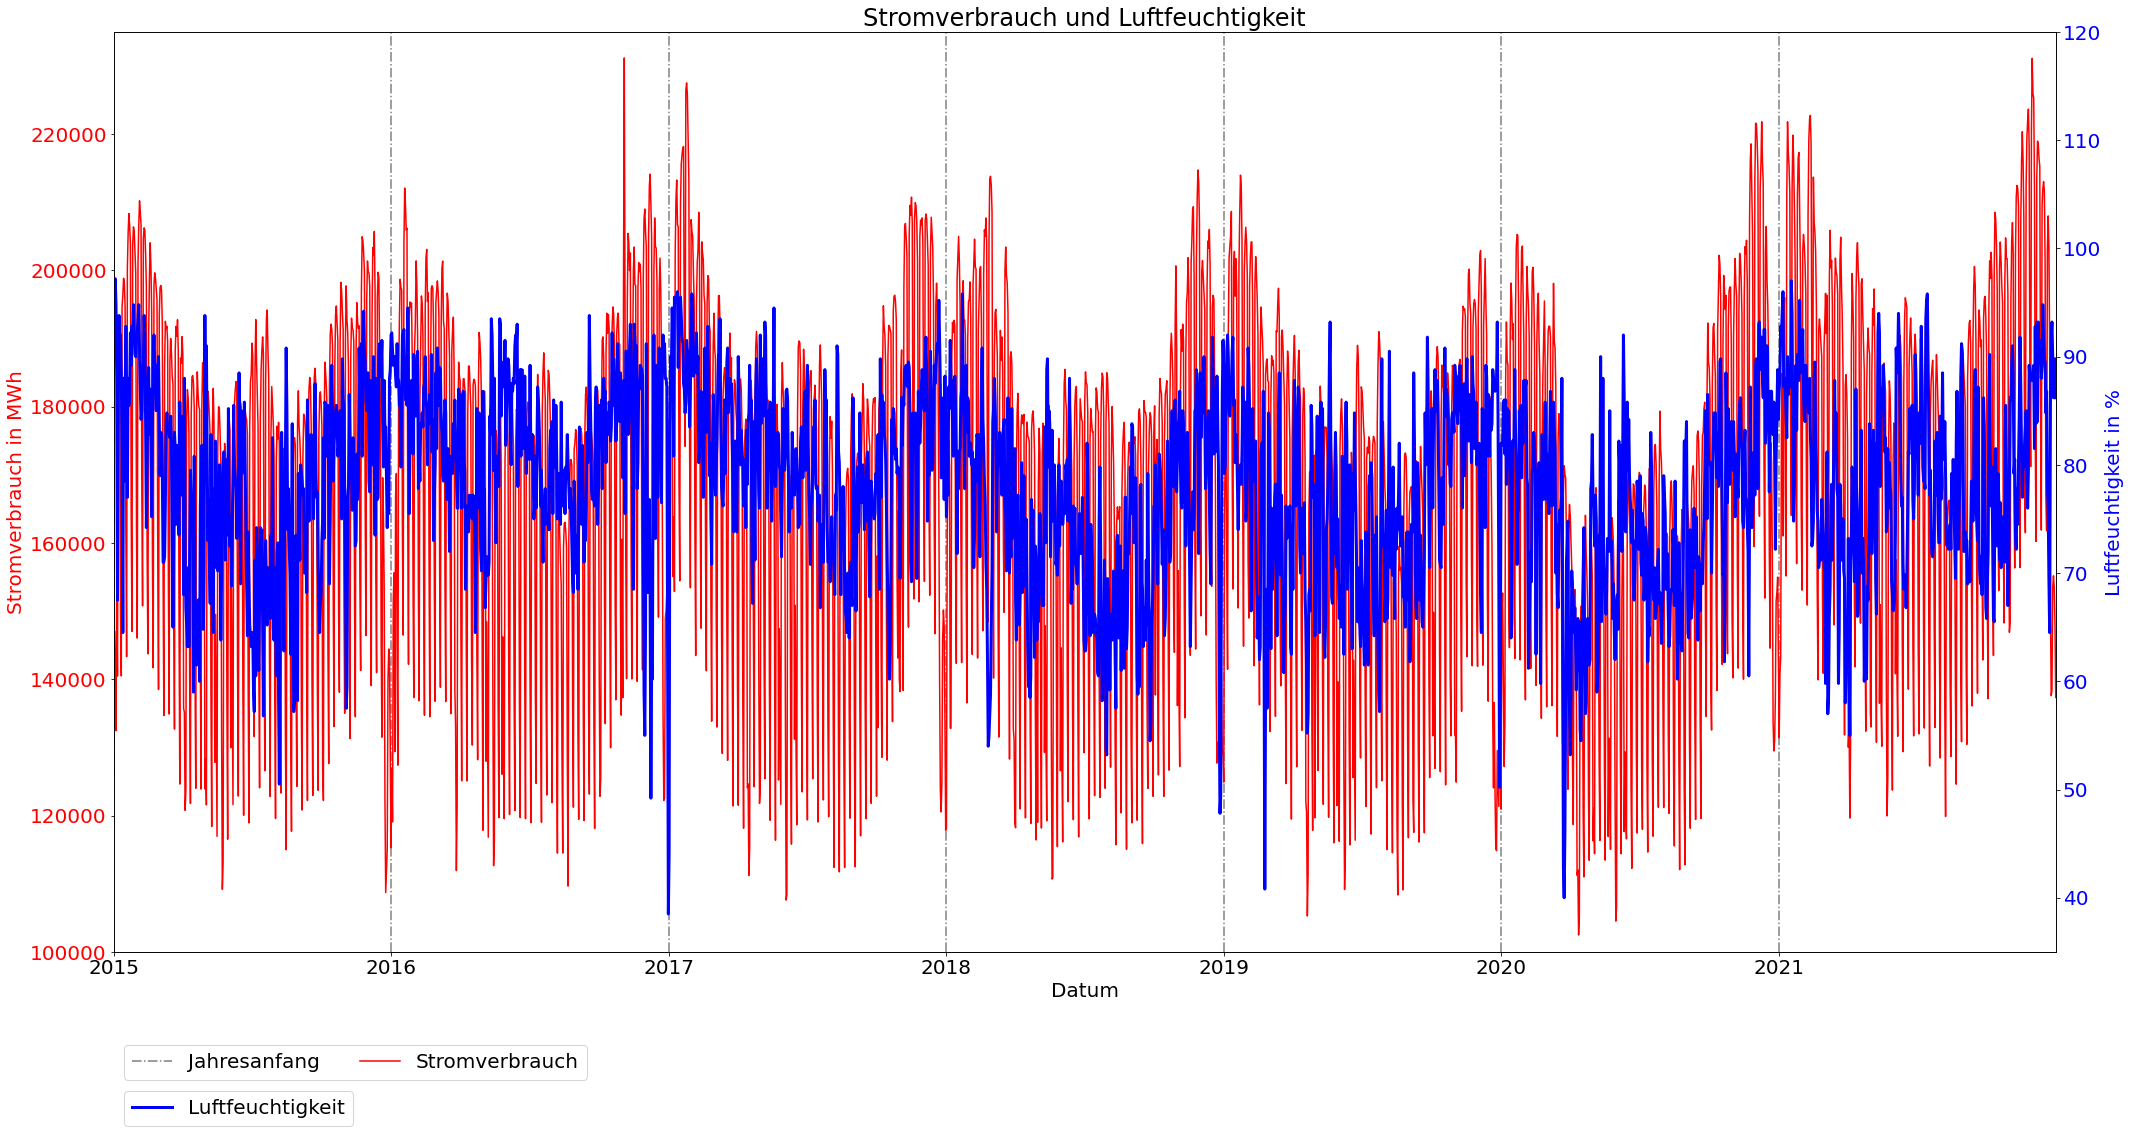 Stromverbrauch und Luftfeuchtigkeit
Stromverbrauch in MWh
220000
200000
180000
160000
140000
120000
100000
120
110
100
90
80
70
60
50
40
Luftfeuchtigkeit in %
2015 2016 2017 2018 2019 2020 2021
Datum
Jahresanfang Stromverbrauch
Luftfeuchtigkeit